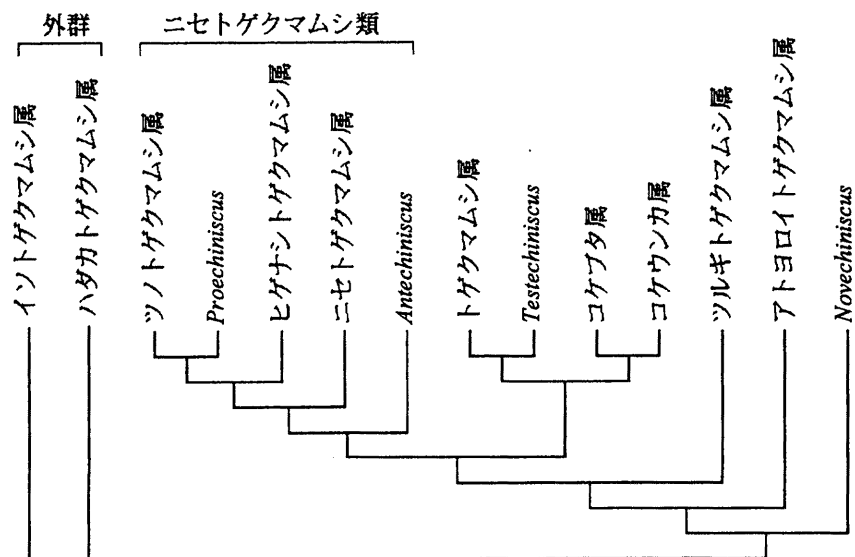 外群
ニセトゲクマムシ類
イソトゲクマムシ属
ハダカトゲクマムシ属
ツノトゲクマムシ属
Proechiniscus
ヒゲナシトゲクマムシ属
ニセトゲクマムシ属
Antechiniscus
トゲクマムシ属
Testechiniscus
コケブタ属
コケウンカ属
ツルギトゲクマムシ属
アトヨロイトゲクマムシ属
Novechiniscus